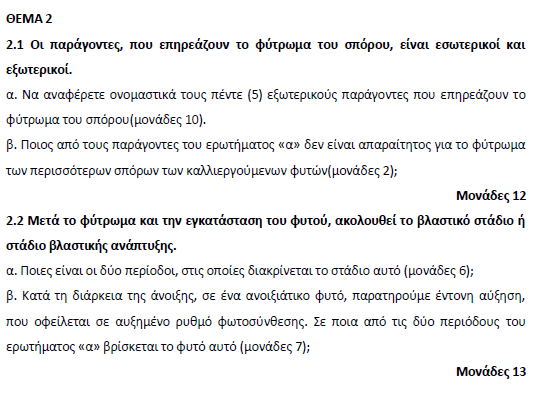 ΘΕΜΑ 2
2.1 Οι παράγοντες, που επηρεάζουν το φύτρωμα του σπόρου, είναι εσωτερικοί και
εξωτερικοί.
α. Να αναφέρετε ονομαστικά τους πέντε (5) εξωτερικούς παράγοντες που επηρεάζουν το
φύτρωμα του σπόρου(μονάδες 10).
β. Ποιος από τους παράγοντες του ερωτήματος «α» δεν είναι απαραίτητος για το φύτρωμα
των περισσότερων σπόρων των καλλιεργούμενων φυτών(μονάδες 2);
Μονάδες 12
2.2 Μετά το φύτρωμα και την εγκατάσταση του φυτού, ακολουθεί το βλαστικό στάδιο ή
στάδιο βλαστικής ανάπτυξης.
α. Ποιες είναι οι δύο περίοδοι, στις οποίες διακρίνεται το στάδιο αυτό (μονάδες 6);
β. Κατά τη διάρκεια της άνοιξης, σε ένα ανοιξιάτικο φυτό, παρατηρούμε έντονη αύξηση,
που οφείλεται σε αυξημένο ρυθμό φωτοσύνθεσης. Σε ποια από τις δύο περιόδους του
ερωτήματος «α» βρίσκεται το φυτό αυτό (μονάδες 7);
Μονάδες 13